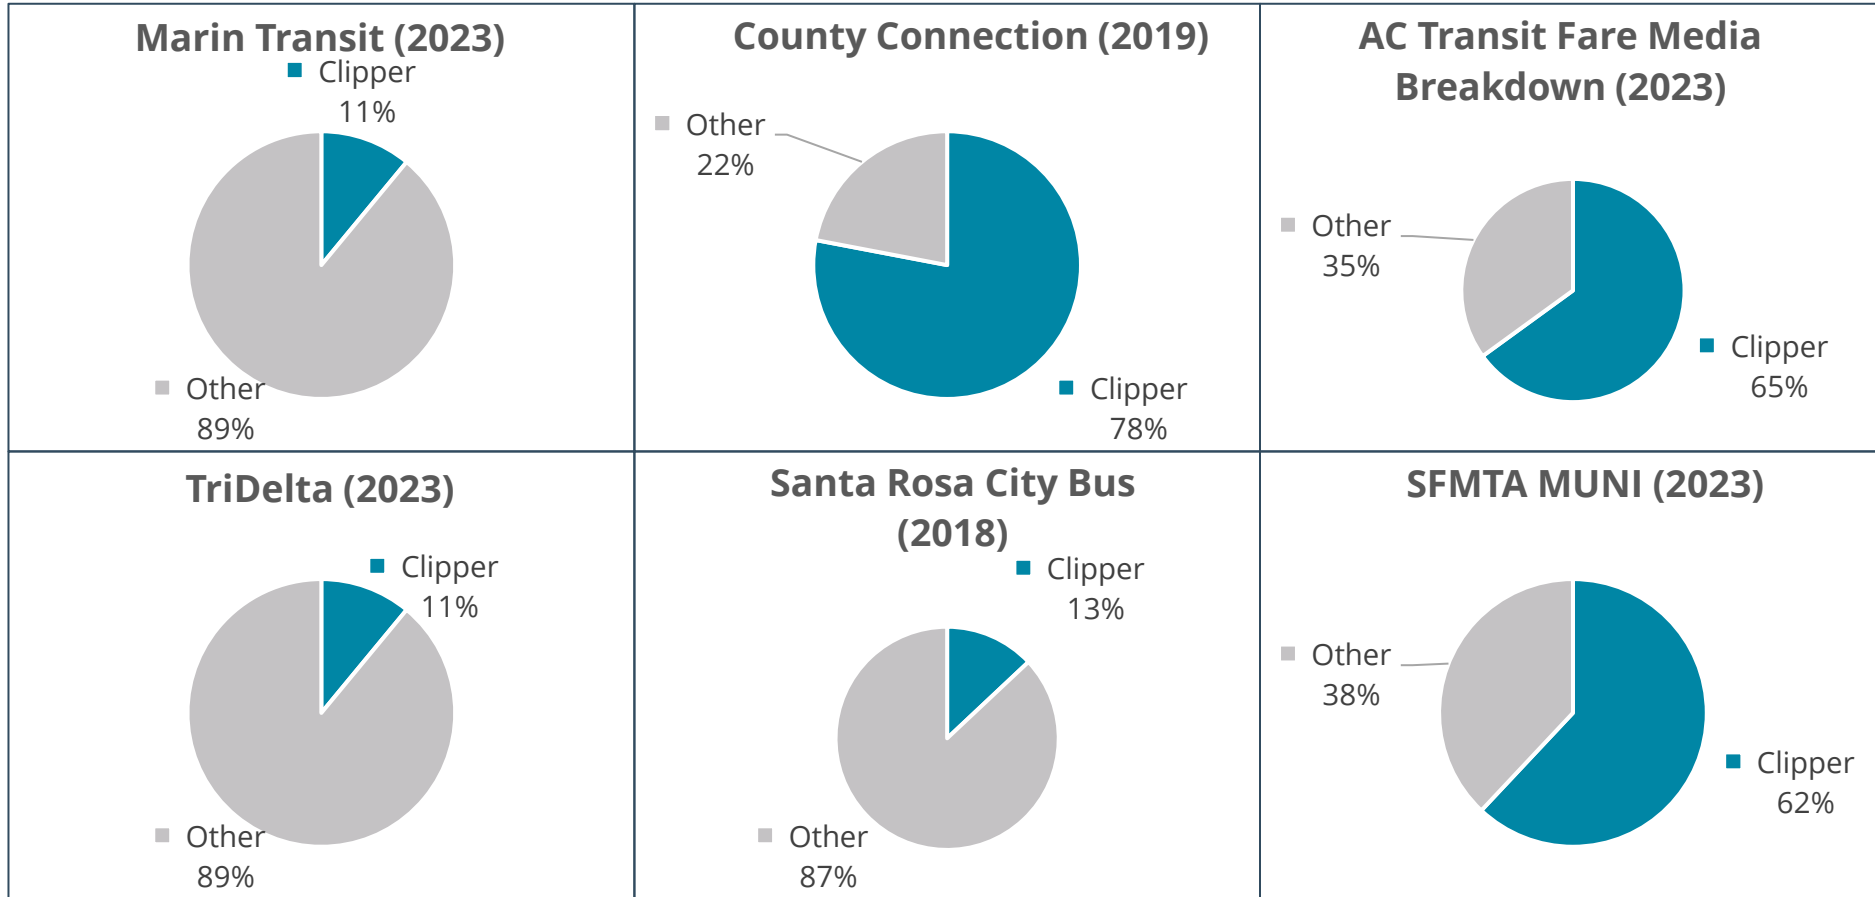 Marin Transit (2023)
Clipper
11%
Other
89%
County Connection (2019)
Other
22%
Clipper
78%
AC Transit Fare Media
Breakdown (2023)
Other
35%
Clipper
65%
TriDelta (2023)
Clipper
11%
Other
89%
Santa Rosa City Bus
(2018)
Clipper
13%
Other
87%
SFMTA MUNI (2023)
Other
38%
Clipper
62%